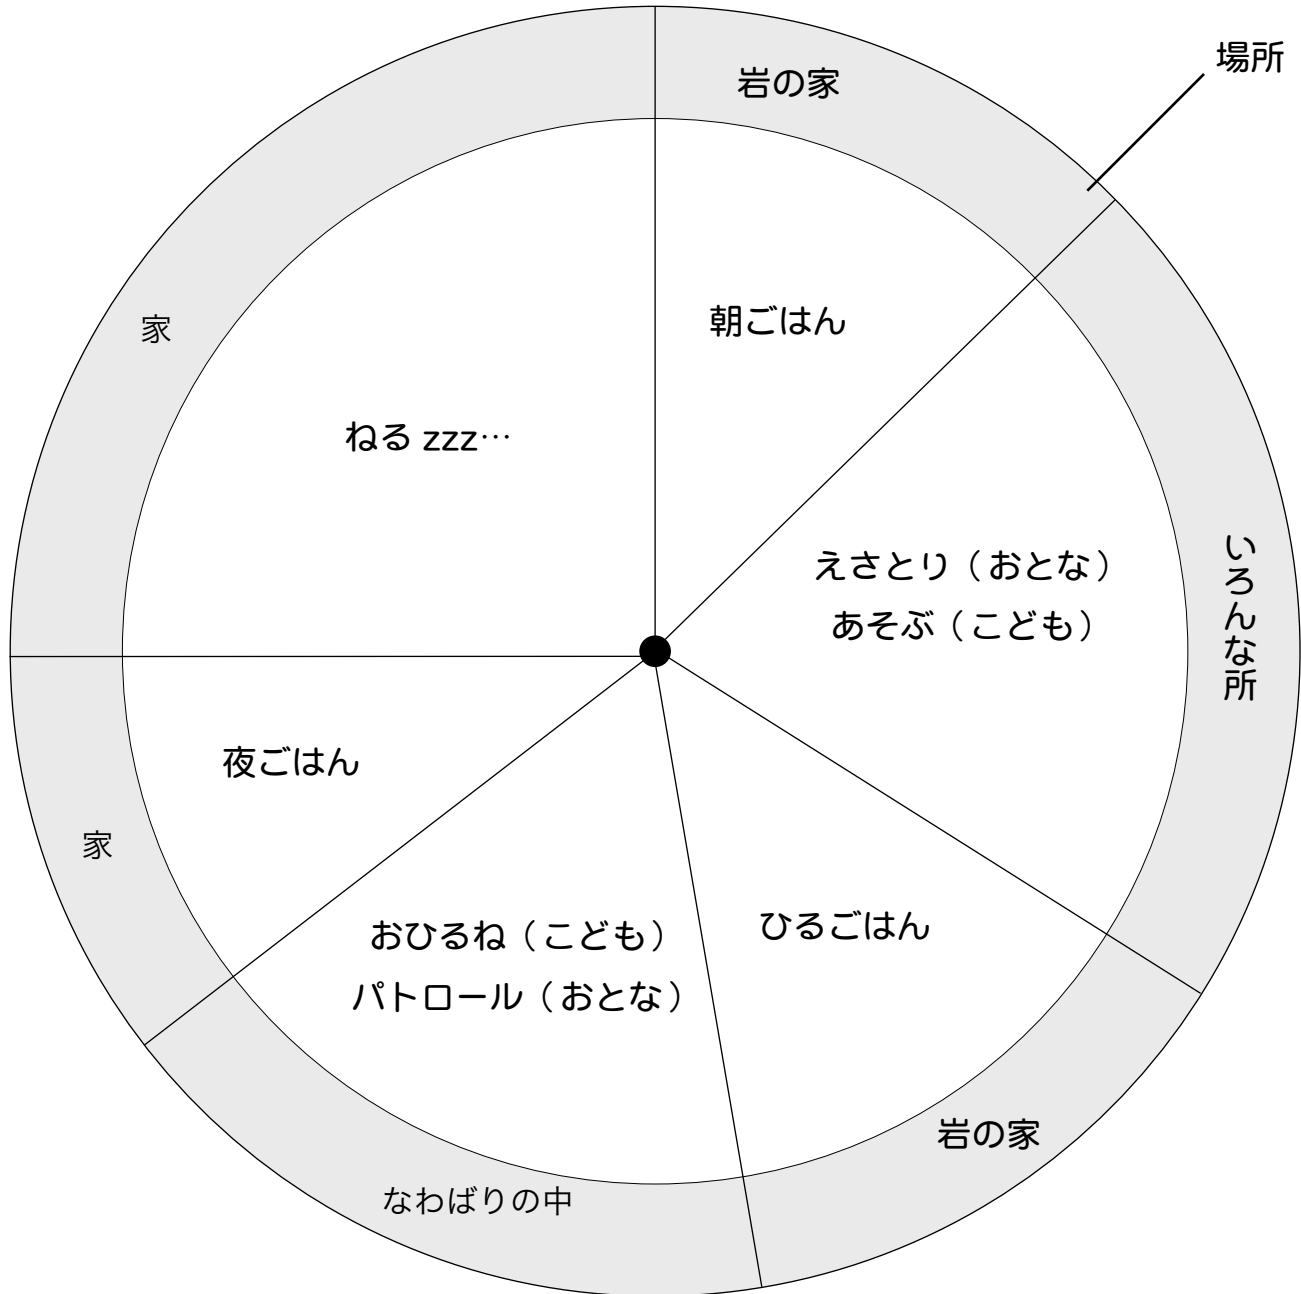 場所
岩の家
朝ごはん
いろんな所
えさとり（おとな）
あそぶ（こども）
岩の家
ひるごはん
なわばりの中
おひるね（こども）
パトロール（おとな）
家
夜ごはん
家
ねる zzz…